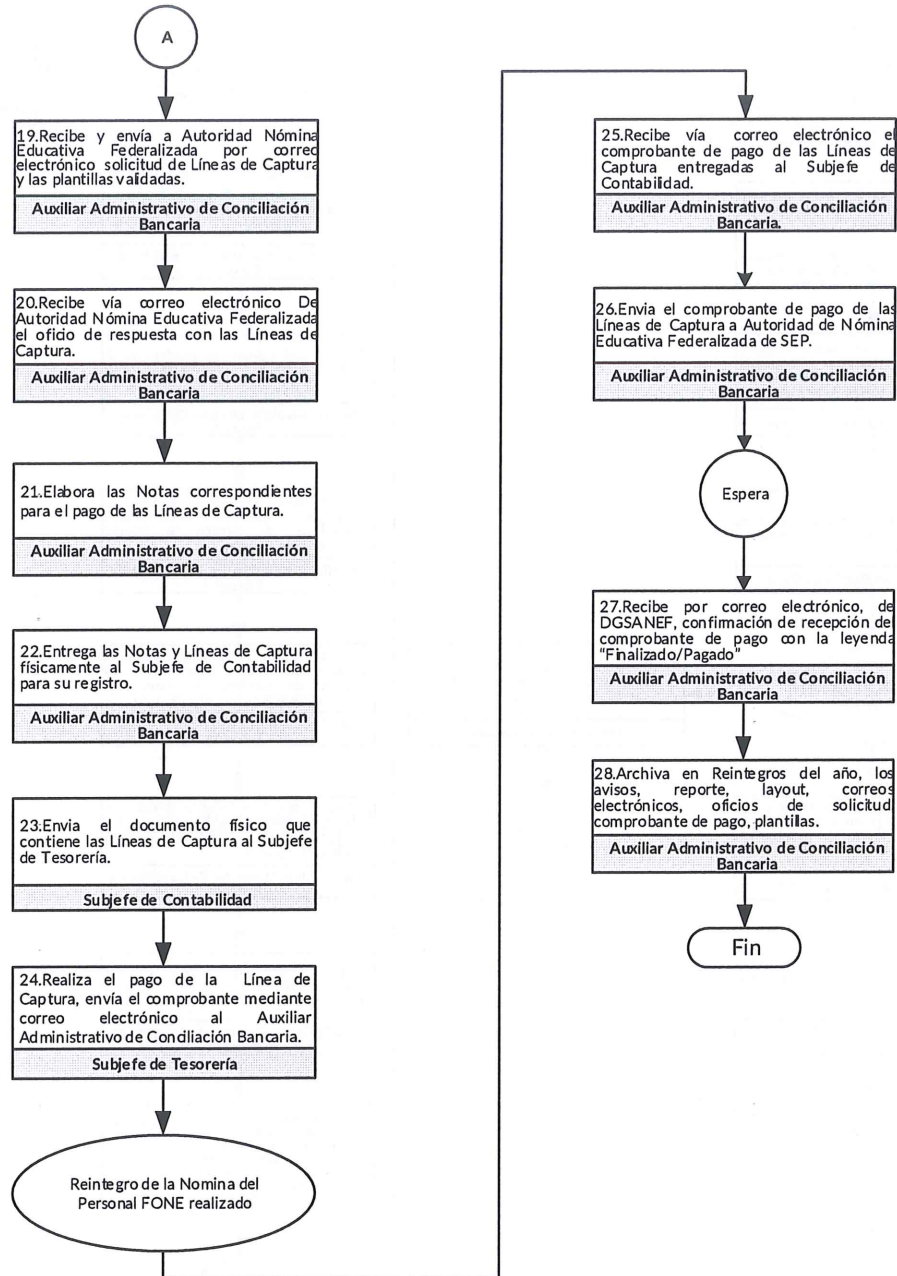 A
19.Recibe y envía a Autoridad Nómina
Educativa Federalizada por correo
electrónico solicitud de Líneas de Captura
y las plantillas validadas.
Auxiliar Administrativo de Conciliación
Bancaria
20.Recibe vía correo electrónico De
Autoridad Nómina Educativa Federalizada
el oficio de respuesta con las Líneas de
Captura.
Auxiliar Administrativo de Conciliación
Bancaria
21.Elabora las Notas correspondientes
para el pago de las Líneas de Captura.
Auxiliar Administrativo de Conciliación
Bancaria
22.Entrega las Notas y Líneas de Captura
físicamente al Subjefe de Contabilidad
para su registro.
Auxiliar Administrativo de Conciliación
Bancaria
23.Envia el documento físico que
contiene las Líneas de Captura al Subjefe
de Tesorería.
Subjefe de Contabilidad
24.Realiza el pago de la Línea de
Captura, envía el comprobante mediante
correo electrónico al Auxiliar
Administrativo de Conciliación Bancaria.
Subjefe de Tesorería
Reintegro de la Nomina del
Personal FONE realizado
25.Recibe vía correo electrónico el
comprobante de pago de las Líneas de
Captura entregadas al Subjefe de
Contabilidad.
Auxiliar Administrativo de Conciliación
Bancaria.
26.Envia el comprobante de pago de las
Líneas de Captura a Autoridad de Nómina
Educativa Federalizada de SEP.
Auxiliar Administrativo de Conciliación
Bancaria
Espera
27.Recibe por correo electrónico, de
DGSANEF, confirmación de recepción del
comprobante de pago con la leyenda
"Finalizado/Pagado"
Auxiliar Administrativo de Conciliación
Bancaria
28.Archiva en Reintegros del año, los
avisos, reporte, layout, correos
electrónicos, oficios de solicitud
comprobante de pago, plantillas.
Auxiliar Administrativo de Conciliación
Bancaria
Fin